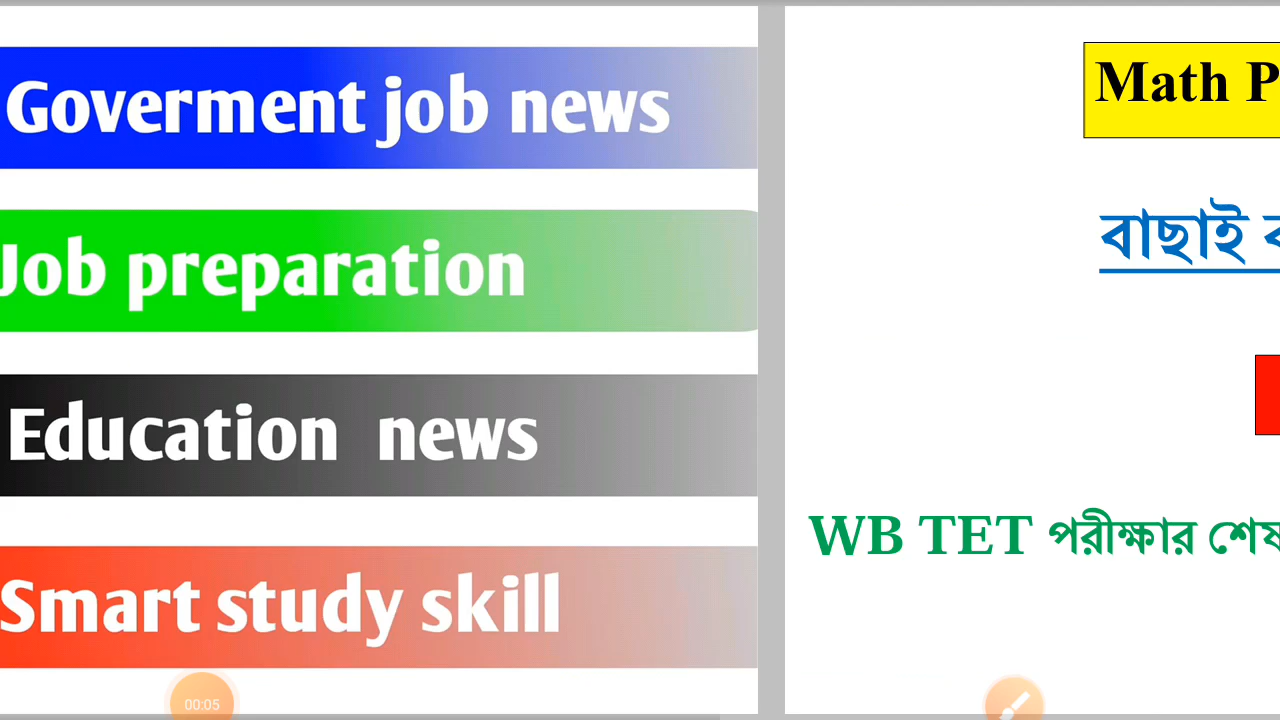 Goverment job news
Job preparation
Education news
Smart study skill
00:05
Math P
বাছাই
WB TET পরীক্ষার শেষ